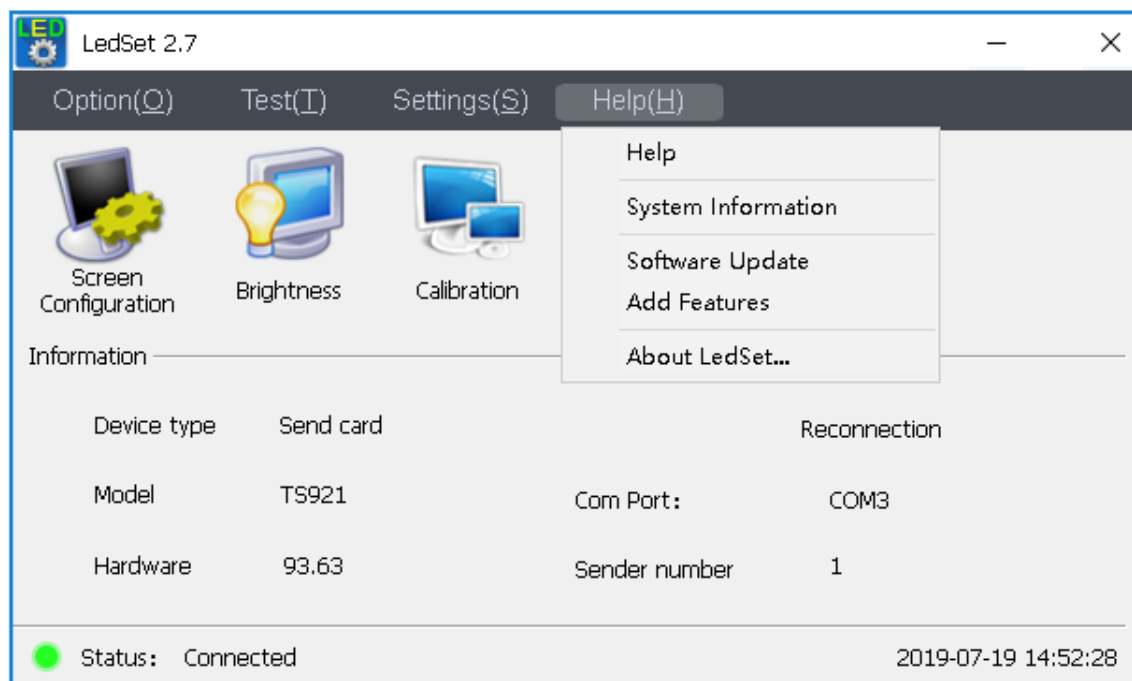 LED
LedSet 2.7
Option(O) Test(T) Settings(S) Help(H)
Help
System Information
Software Update
Add Features
About LedSet...
Screen
Configuration
Brightness
Calibration
Information
Device type Send card
Reconnection
Model TS921
Com Port: COM3
Hardware 93.63
Sender number 1
Status: Connected
2019-07-19 14:52:28